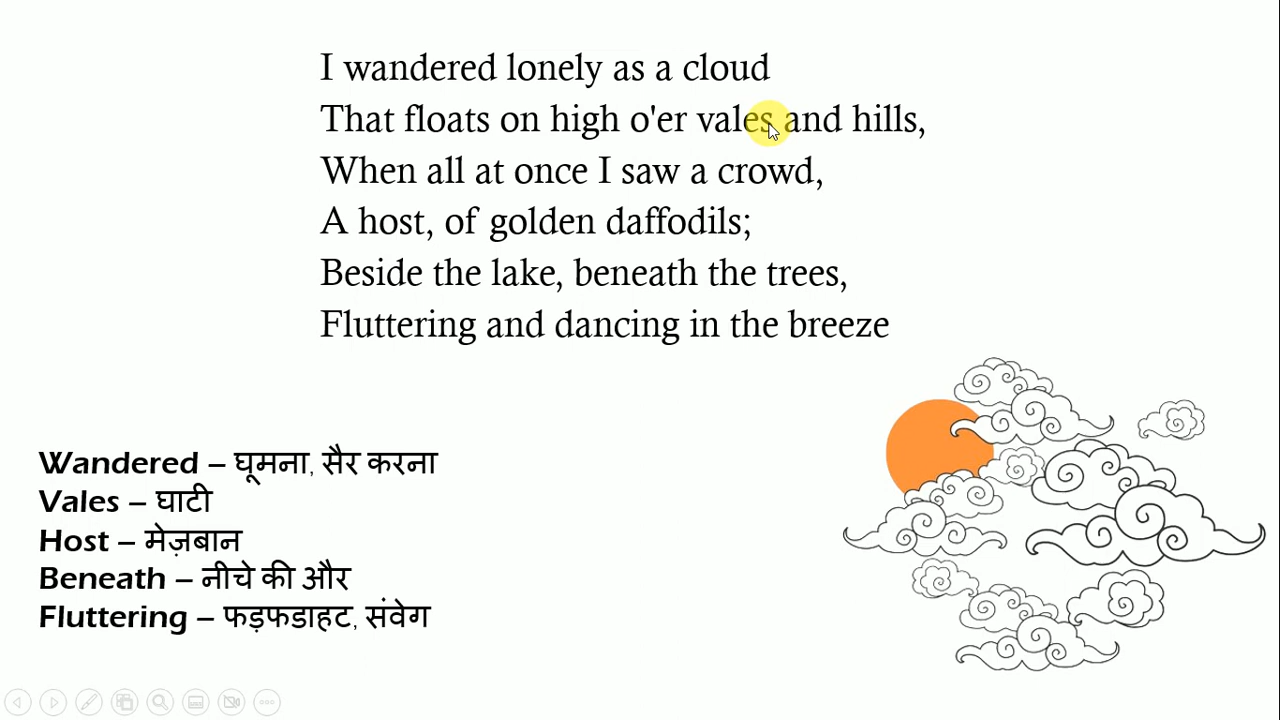 I wandered lonely as a cloud
That floats on high o'er vales and hills,
When all at once I saw a crowd,
A host, of golden daffodils;
Beside the lake, beneath the trees,
Fluttering and dancing in the breeze
Wandered – घूमना, सैर करना
Vales – घाटी
Host – मेज़बान
Beneath – नीचे की और
Fluttering – फड़फडाहट, संवेग